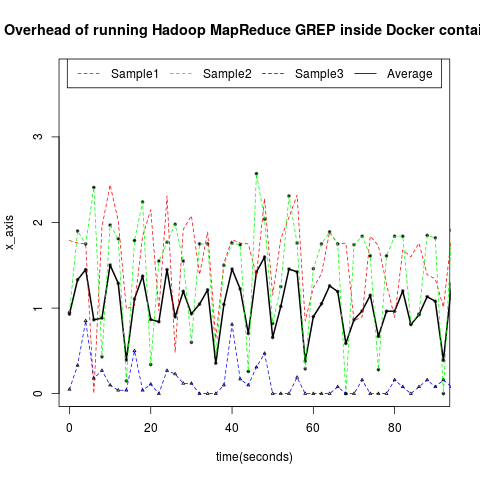 Overhead of running Hadoop MapReduce GREP inside Docker contai
Sample1 Sample2 Sample3 Average
x_axis
3
2
1
0
0 20 40 60 80
time(seconds)